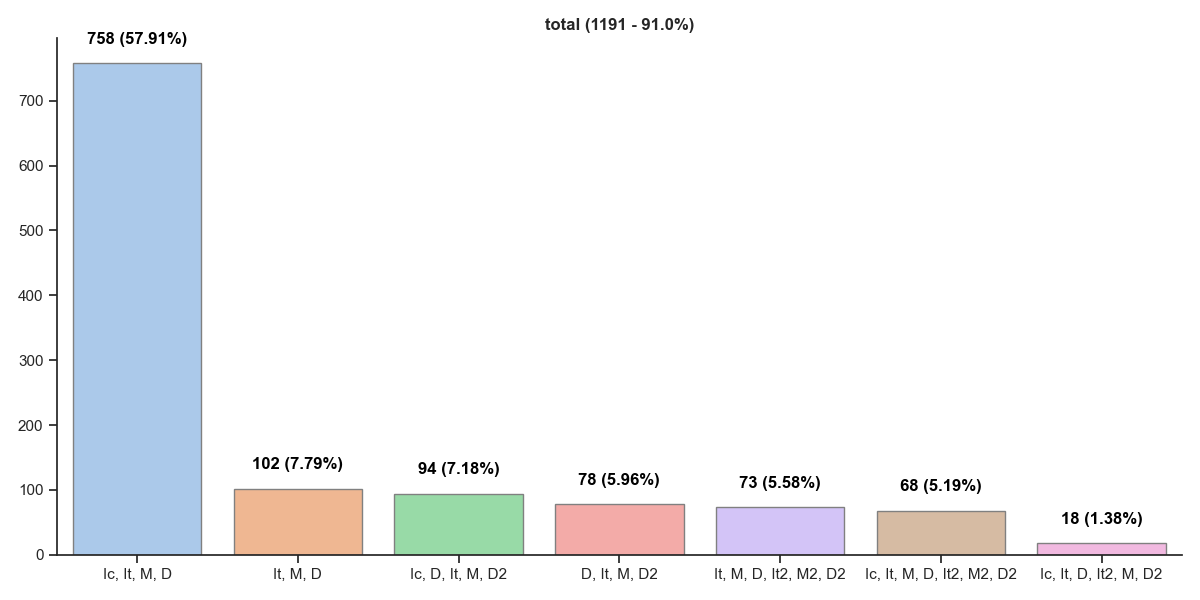 total (1191 - 91.0%)
758 (57.91%)
700
600
500
400
300
200
102 (7.79%)
94 (7.18%)
78 (5.96%)
73 (5.58%)
68 (5.19%)
18 (1.38%)
100
0
Ic, It, M, D
It, M, D
Ic, D, It, M, D2
D, It, M, D2
It, M, D, It2, M2, D2
Ic, It, M, D, It2, M2, D2
Ic, It, D, It2, M, D2